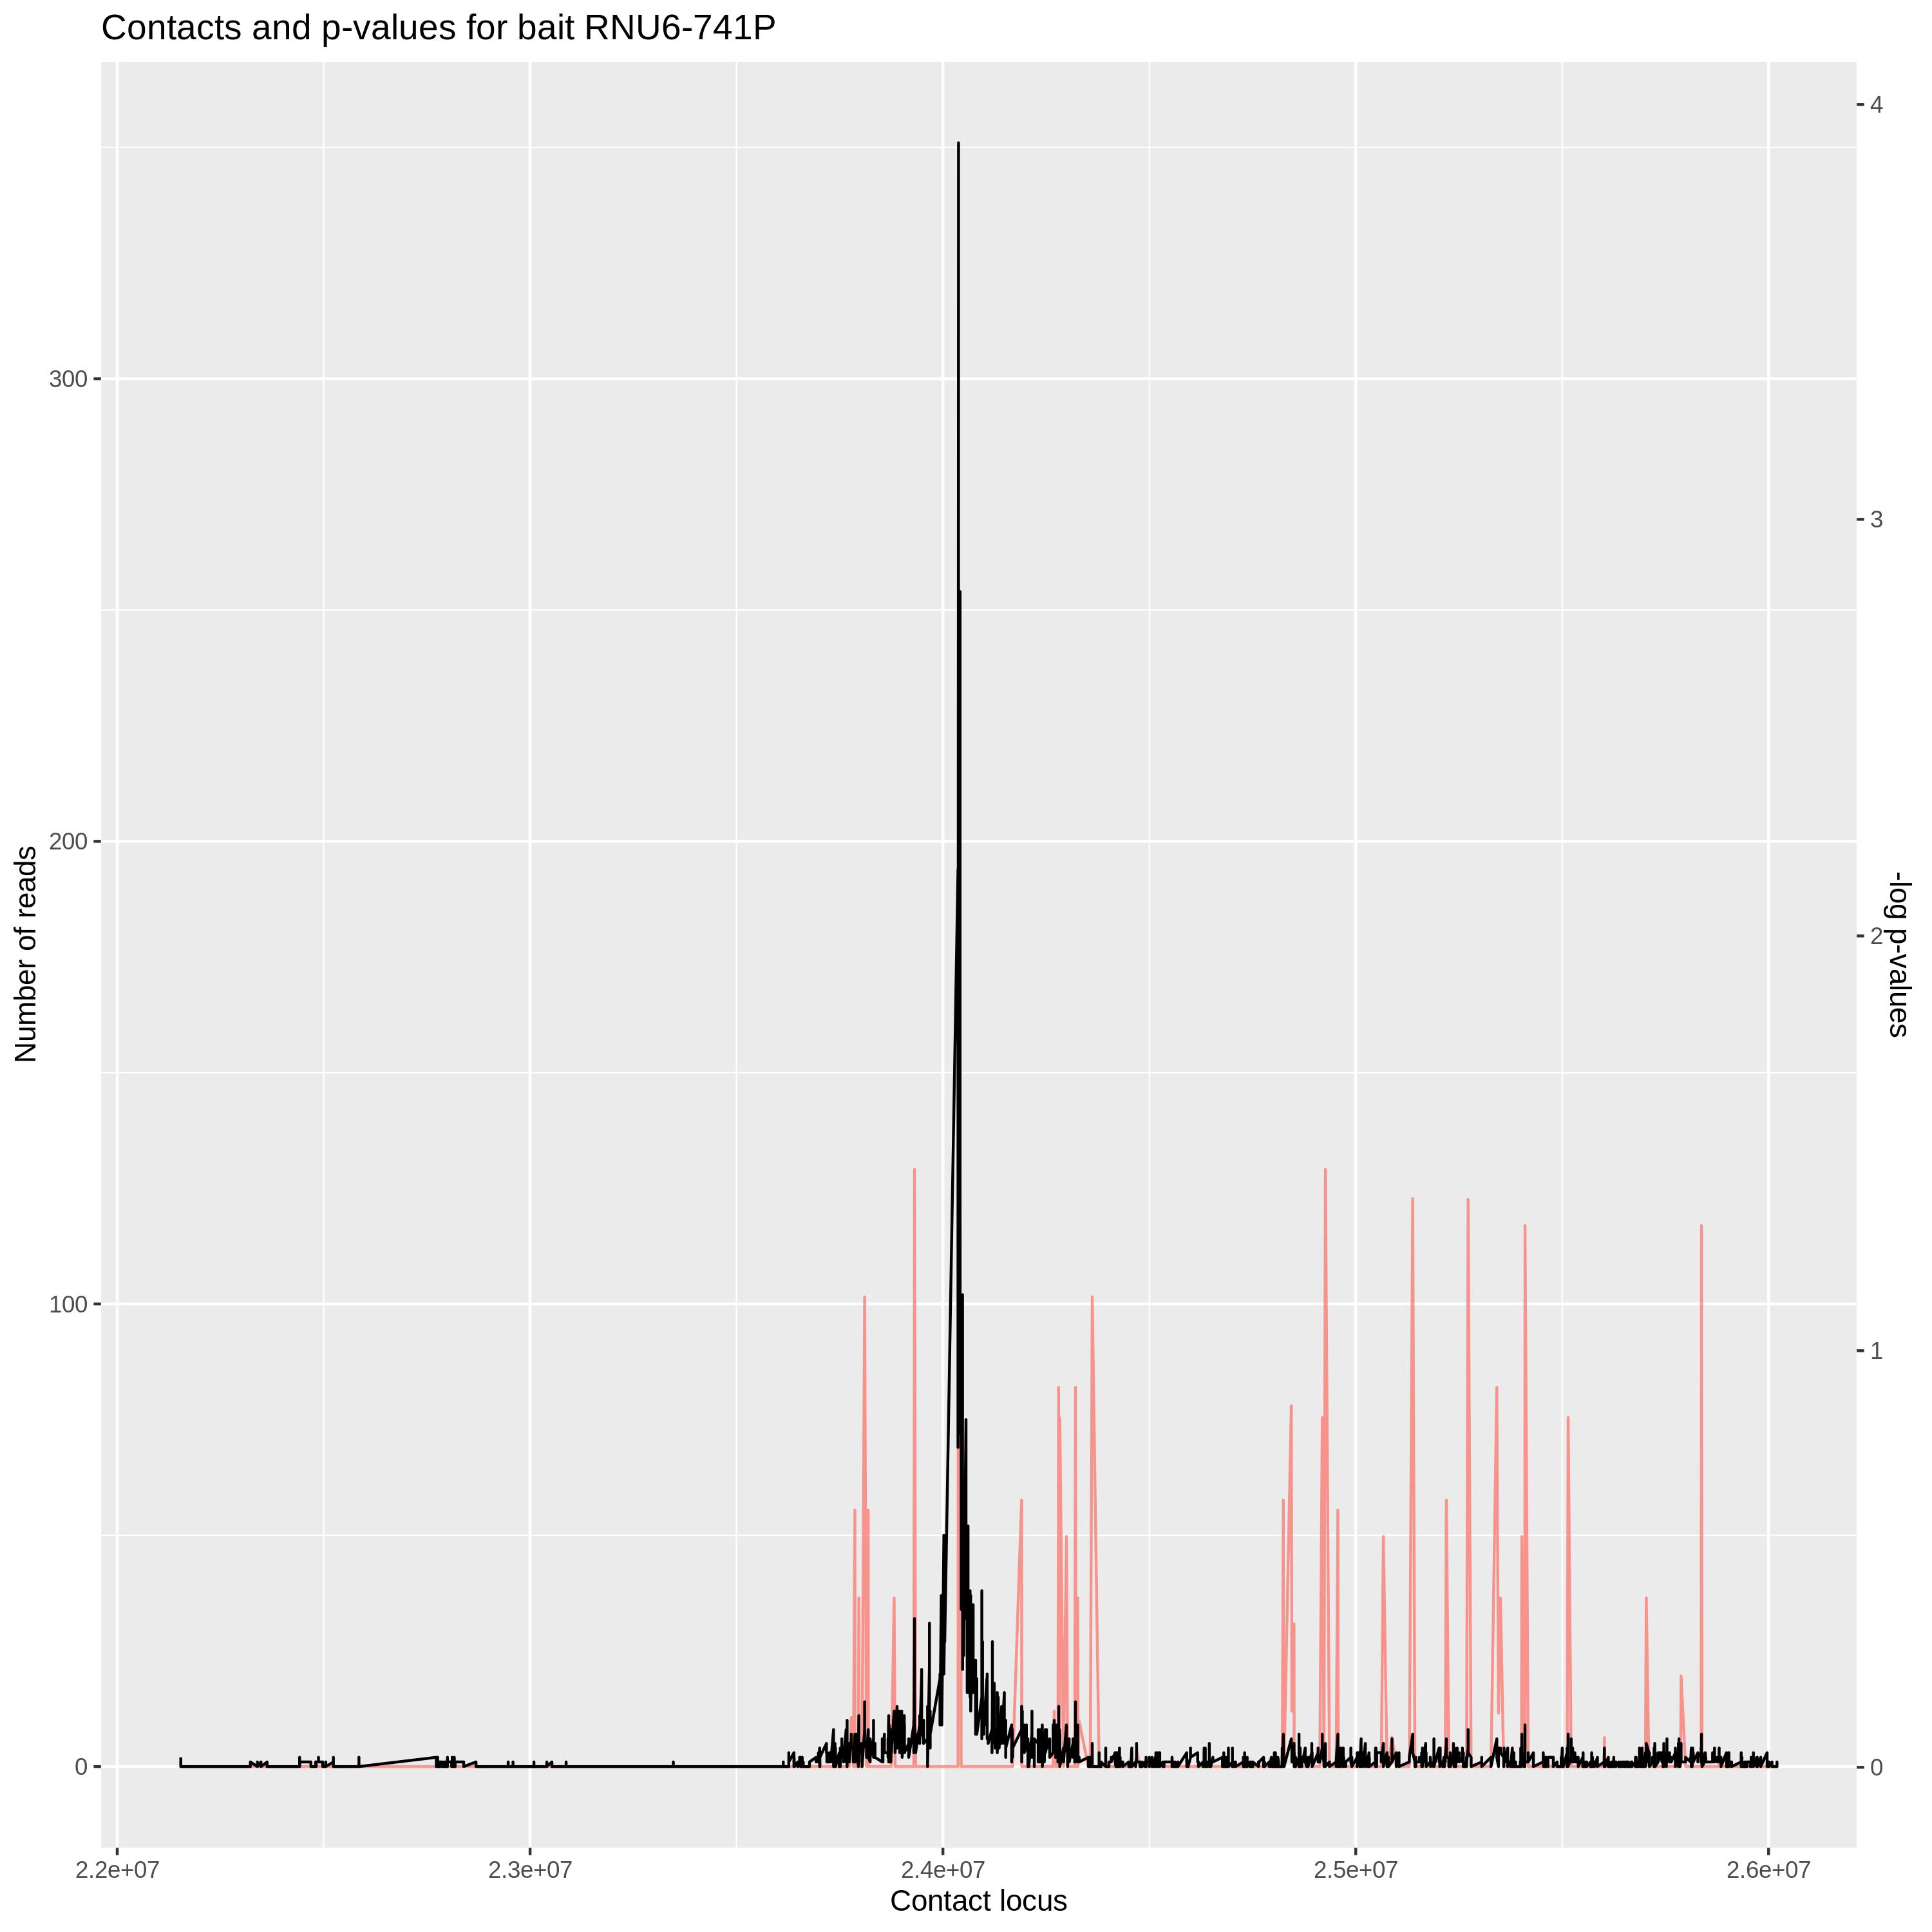 Contacts and p-values for bait RNU6-741P
Number of reads
300
200
100
0
4
3
2
1
0
-log p-values
2.2e+07
2.3e+07
2.4e+07
2.5e+07
2.6e+07
Contact locus